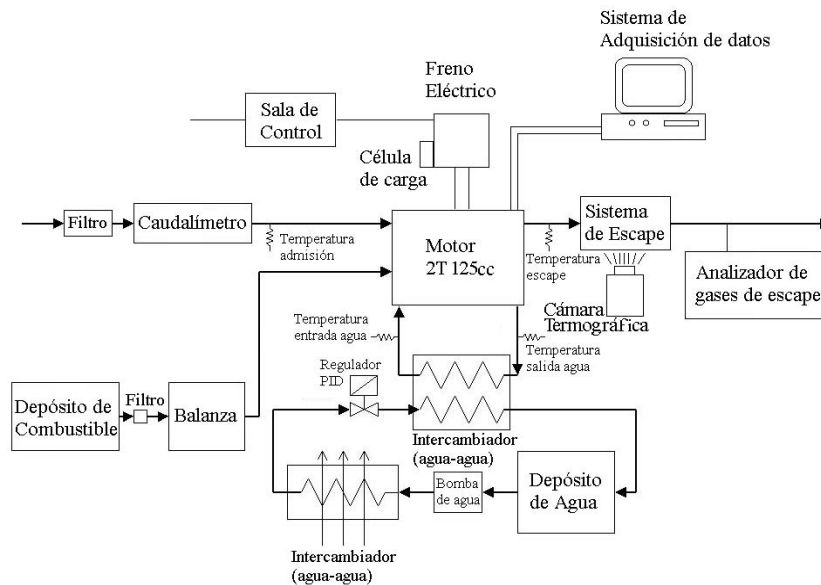 Sistema de
Adquisición de datos
Freno
Eléctrico
Sala de
Control
Célula
de carga
Filtro
Caudalímetro
Temperatura
admisión
Motor
2T 125cc
Temperatura
escape
Sistema
de Escape
Analizador de
gases de escape
Cámara
Termográfica
Temperatura
entrada agua
Temperatura
salida agua
Regulador
PID
Depósito de
Combustible
Filtro
Balanza
Intercambiador
(agua-agua)
Bomba
de agua
Depósito
de Agua
Intercambiador
(agua-agua)